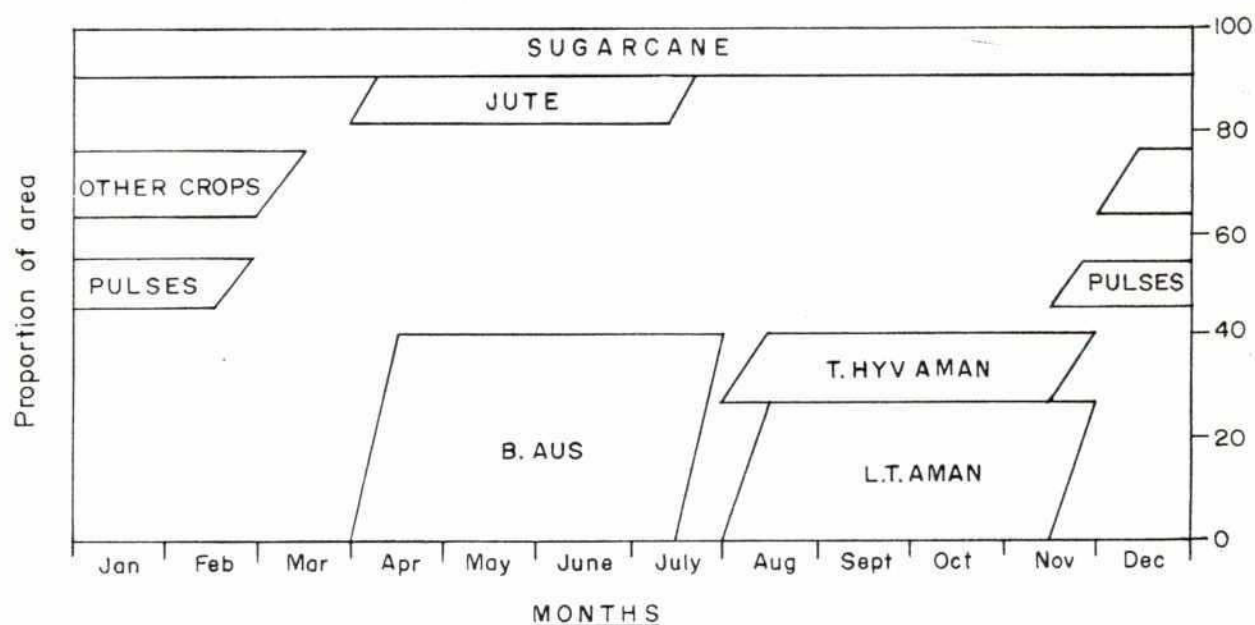 SUGARCANE
JUTE
OTHER CROPS
PULSES
PULSES
T. HYV AMAN
B. AUS
L.T. AMAN
Proportion of area
100
80
60
40
20
0
Jan Feb Mar Apr May June July Aug Sept Oct Nov Dec
MONTHS